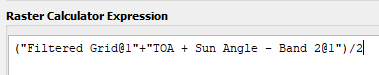 Raster Calculator Expression
("Filtered Grid@1"+"TOA + Sun Angle - Band 2@1")/2